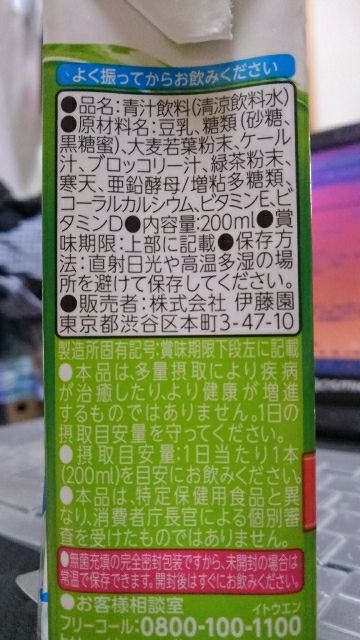 よく振ってからお飲みください
●品名:青汁飲料(清涼飲料水)
●原材料名:豆乳、糖類(砂糖、
黒糖蜜)、大麦若葉粉末、ケール
汁、ブロッコリー汁、緑茶粉末、
寒天、亜鉛酵母/増粘多糖類、
コーラルカルシウム、ビタミンE、ビ
タミンD●内容量:200ml●賞
味期限:上部に記載●保存方
法:直射日光や高温多湿の場
所を避けて保存してください。
●販売者:株式会社 伊藤園
東京都渋谷区本町3-47-10
製造所固有記号:賞味期限下段左に記載
●本品は多量摂取により疾病
が治癒したり、より健康が増進
するものではありません。1日の
摂取目安量を守ってください。
●摂取目安量:1日当たり1本
(200ml)を目安にお飲みください。
●本品は、特定保健用食品と異
なり、消費者庁長官による個別審
査を受けたものではありません。
●無菌充填の完全密封包装ですから、未開封の場合は
常温で保存できます。開封後はすぐにお飲みください。
●お客様相談室 イトウエン
フリーコール:0800-100-1100